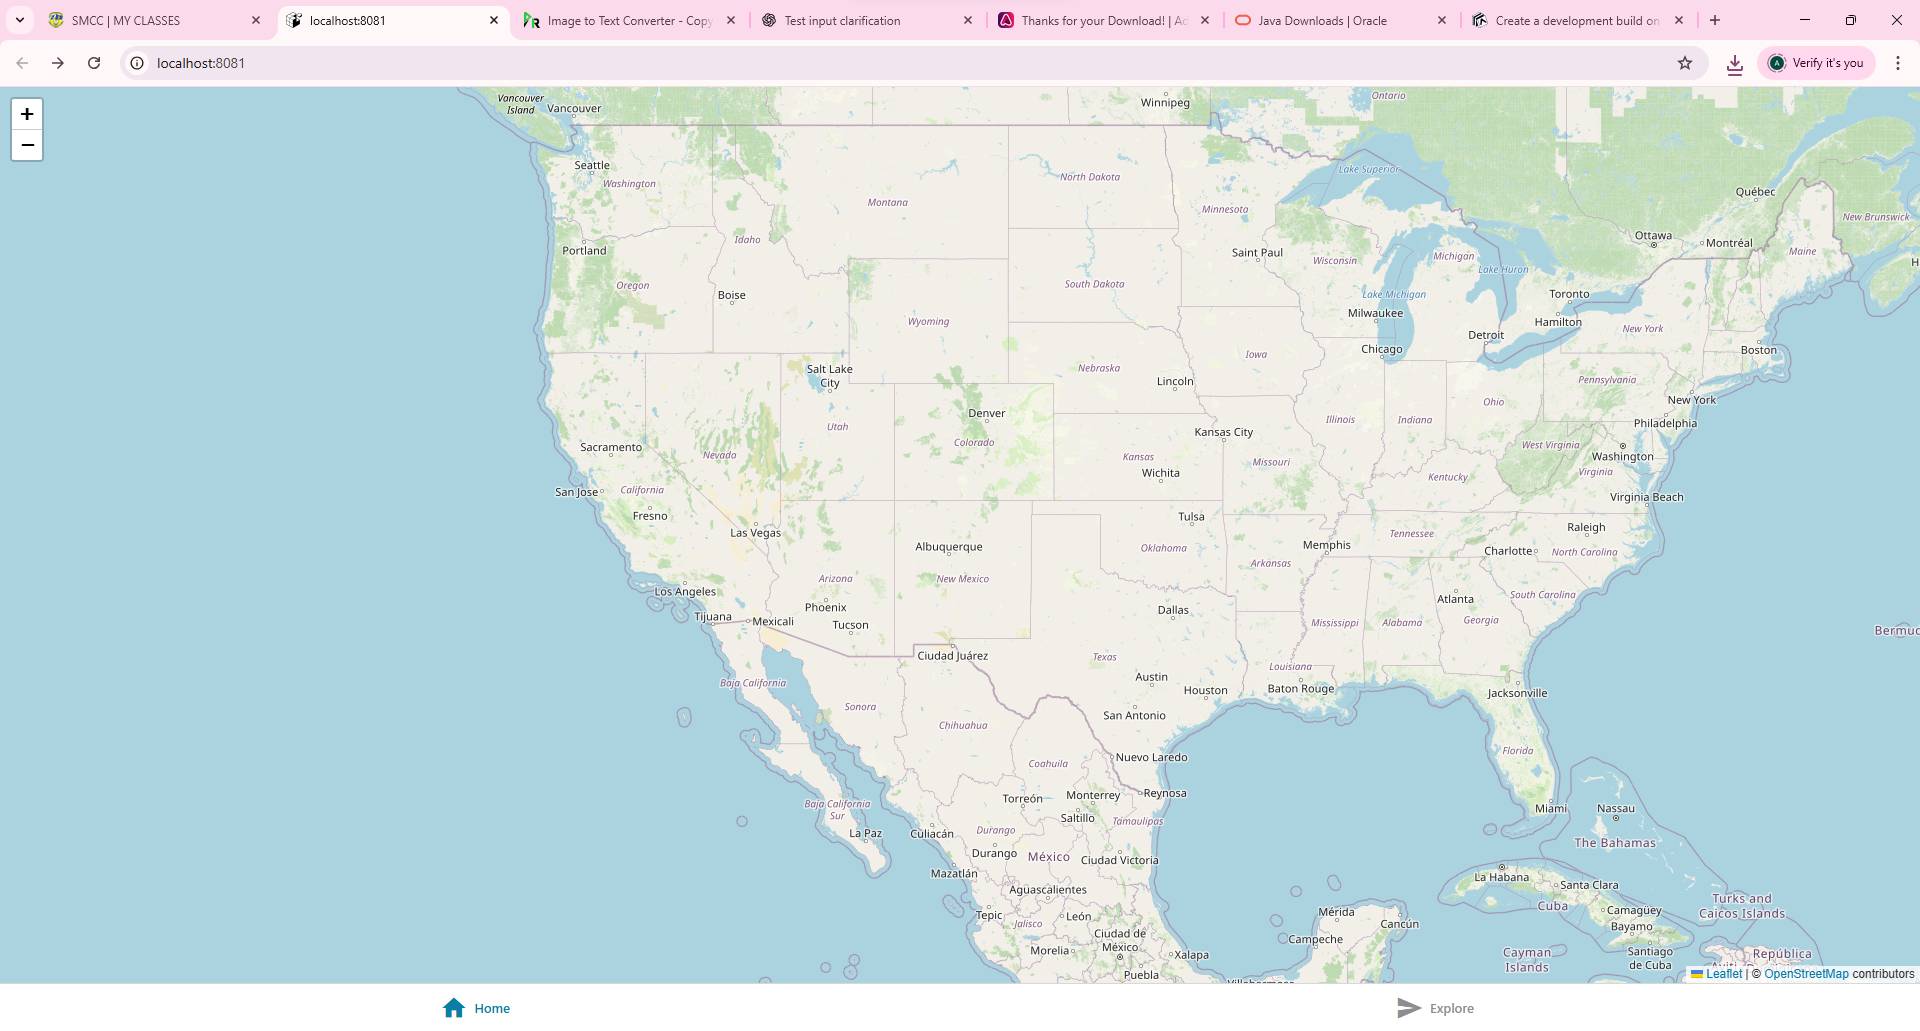 SMCC | MY CLASSES
localhost:8081
Image to Text Converter - Copy
Test input clarification
Thanks for your Download! | Ad
Java Downloads | Oracle
Create a development build on
localhost:8081
A
Verify it's you
+
−
Vancouver
Island
Vancouver
Winnipeg
Ontario
Seattle
Washington
North Dakota
Lake Superior
Québec
Montana
Minnesota
New Brunswick
Idaho
Portland
Saint Paul
Wisconsin
Michigan
Ottawa
Montréal
Maine
Lake Huron
Oregon
Boise
South Dakota
Lake Michigan
Toronto
Milwaukee
Hamilton
Wyoming
New York
Detroit
Chicago
Boston
Iowa
Salt Lake
City
Nebraska
Lincoln
Pennsylvania
New York
Ohio
Denver
Utah
Colorado
Illinois
Indiana
Philadelphia
Kansas City
Sacramento
Nevada
Kansas
Wichita
Missouri
West Virginia
Washington
Virginia
Kentucky
San Jose
California
Virginia Beach
Fresno
Tulsa
Raleigh
Las Vegas
Albuquerque
Oklahoma
Memphis
Tennessee
Charlotte
North Carolina
Arkansas
Arizona
New Mexico
Los Angeles
Phoenix
Dallas
Atlanta
South Carolina
Tijuana
Mexicali
Tucson
Mississippi
Alabama
Georgia
Bermuc
Ciudad Juárez
Texas
Louisiana
Baja California
Austin
Houston
Baton Rouge
Jacksonville
Sonora
Chihuahua
San Antonio
Florida
Coahuila
Nuevo Laredo
Torreón
Monterrey
Reynosa
Baja California
Sur
Saltillo
Tamaulipas
Miami
Nassau
La Paz
Culiacán
Durango
The Bahamas
Durango
México
Ciudad Victoria
Mazatlán
La Habana
Aguascalientes
Santa Clara
Tepic
León
Jalisco
Mérida
Cancún
Cuba
Camagüey
Turks and
Caicos Islands
Bayamo
Ciudad de
México
Campeche
Morelia
Xalapa
Cayman
Islands
Santiago
de Cuba
República
Puebla
Villahermosa
Leaflet | © OpenStreetMap contributors
Home
Explore